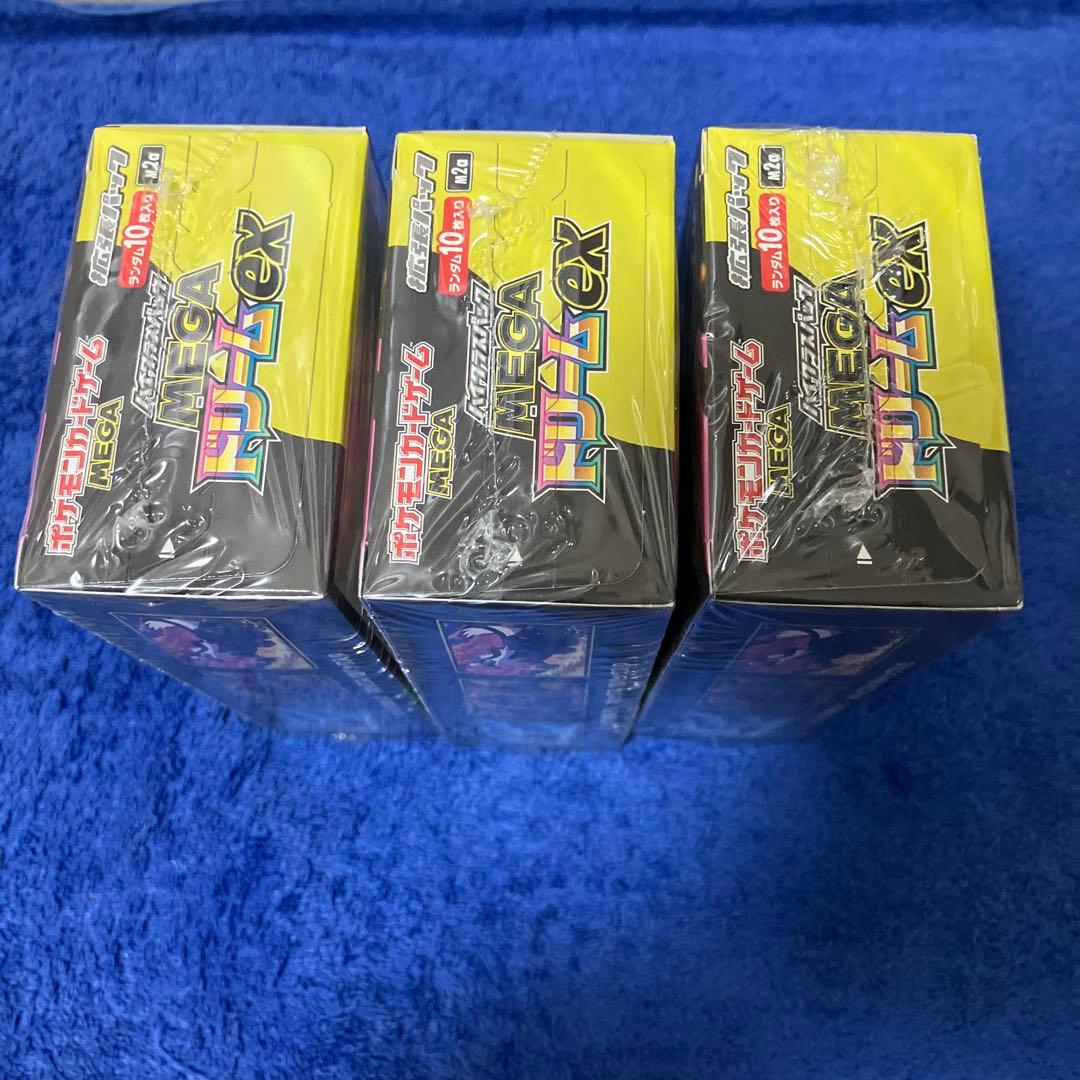 拡張パック
M2a
ランダム10枚入り
ポケモンカードゲーム
MEGA
ハイクラスパック
MEGA
ドリームex
拡張パック
M2a
ランダム10枚入り
ポケモンカードゲーム
MEGA
ハイクラスパック
MEGA
ドリームex
拡張パック
M2a
ランダム10枚入り
ポケモンカードゲーム
MEGA
ハイクラスパック
MEGA
ドリームex